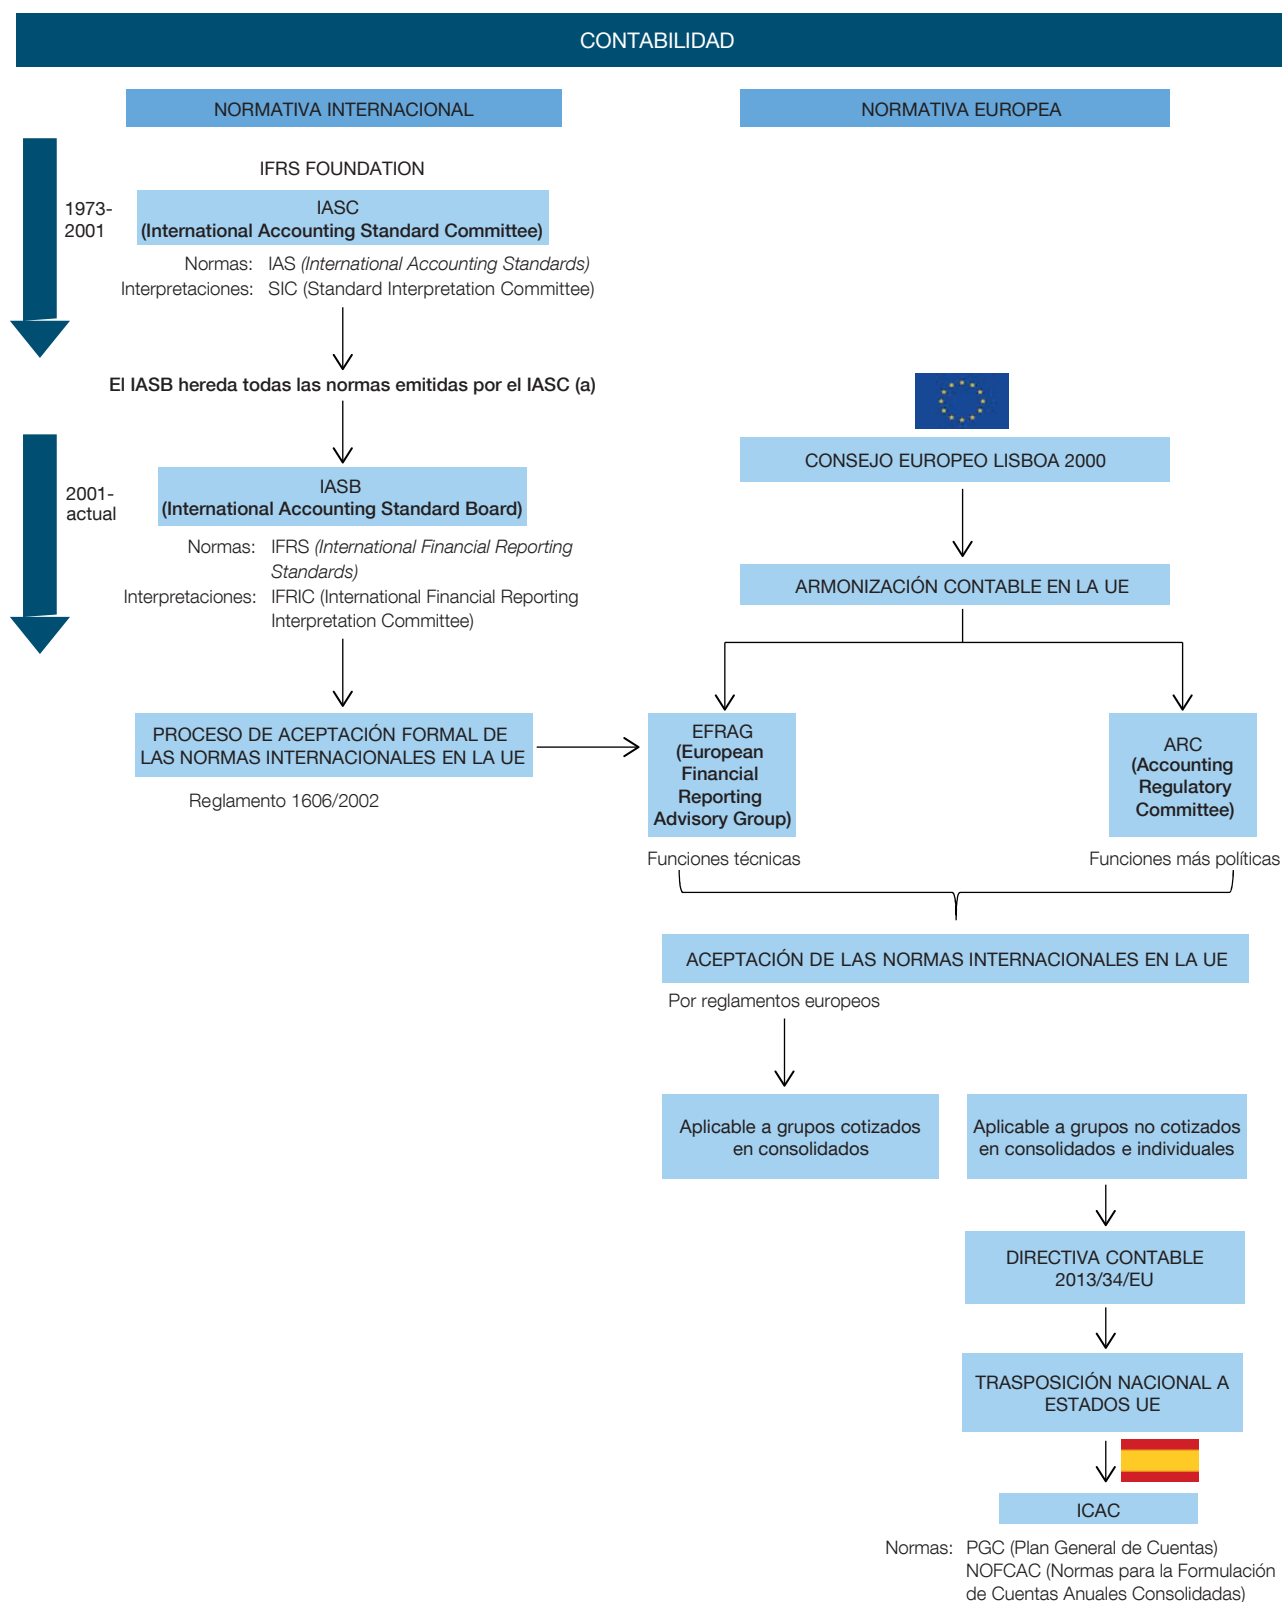 CONTABILIDAD
NORMATIVA INTERNACIONAL
IFRS FOUNDATION
1973-
2001
IASC
(International Accounting Standard Committee)
Normas: IAS (International Accounting Standards)
Interpretaciones: SIC (Standard Interpretation Committee)
El IASB hereda todas las normas emitidas por el IASC (a)
2001-
actual
IASB
(International Accounting Standard Board)
Normas: IFRS (International Financial Reporting
Standards)
Interpretaciones: IFRIC (International Financial Reporting
Interpretation Committee)
PROCESO DE ACEPTACIÓN FORMAL DE
LAS NORMAS INTERNACIONALES EN LA UE
Reglamento 1606/2002
NORMATIVA EUROPEA
CONSEJO EUROPEO LISBOA 2000
ARMONIZACIÓN CONTABLE EN LA UE
EFRAG
(European
Financial
Reporting
Advisory Group)
Funciones técnicas
ARC
(Accounting
Regulatory
Committee)
Funciones más políticas
ACEPTACIÓN DE LAS NORMAS INTERNACIONALES EN LA UE
Por reglamentos europeos
Aplicable a grupos cotizados
en consolidados
Aplicable a grupos no cotizados
en consolidados e individuales
DIRECTIVA CONTABLE
2013/34/EU
TRASPOSICIÓN NACIONAL A
ESTADOS UE
ICAC
Normas: PGC (Plan General de Cuentas)
NOFCAC (Normas para la Formulación
de Cuentas Anuales Consolidadas)